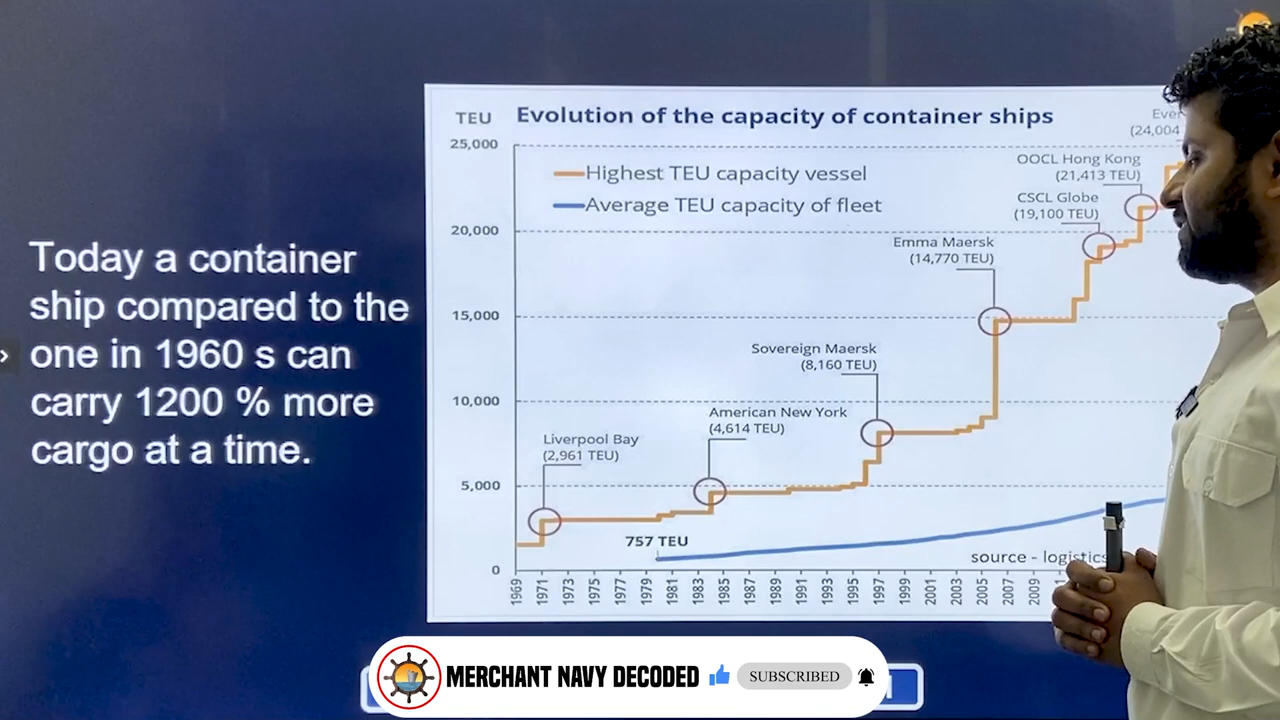 Today a container
ship compared to the
one in 1960 s can
carry 1200 % more
cargo at a time.
TEU
Evolution of the capacity of container ships
25,000
20,000
15,000
10,000
5,000
0
Highest TEU capacity vessel
Average TEU capacity of fleet
(24,004
OOCL Hong Kong
(21,413 TEU)
CSCL Globe
(19,100 TEU)
Emma Maersk
(14,770 TEU)
Sovereign Maersk
(8,160 TEU)
American New York
(4,614 TEU)
Liverpool Bay
(2,961 TEU)
757 TEU
source - logistics
1969
1971
1973
1975
1977
1979
1981
1983
1985
1987
1989
1991
1993
1995
1997
1999
2001
2003
2005
2007
2009
MERCHANT NAVY DECODED
SUBSCRIBED